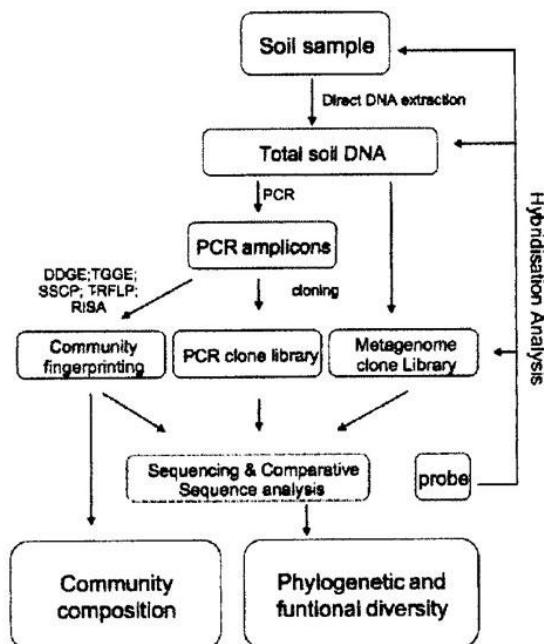 Soil sample
Direct DNA extraction
Total soil DNA
PCR
PCR amplicons
DDGE;TGGE;
SSCP; TRFLP;
RISA
cloning
Community
fingerprinting
PCR clone library
Metagenome
clone Library
Hybridisation Analysis
Sequencing & Comparative
Sequence analysis
probe
Community
composition
Phylogenetic and
funtional diversity